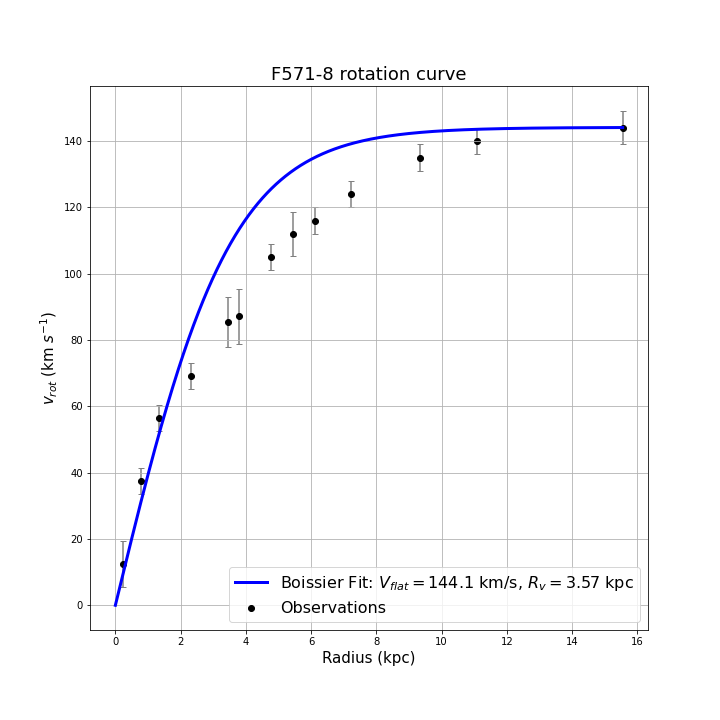 F571-8 rotation curve
140
120
100
80
60
40
20
0
v_rot (km s⁻¹)
Boissier Fit: V_flat = 144.1 km/s, R_v = 3.57 kpc
Observations
0 2 4 6 8 10 12 14 16
Radius (kpc)